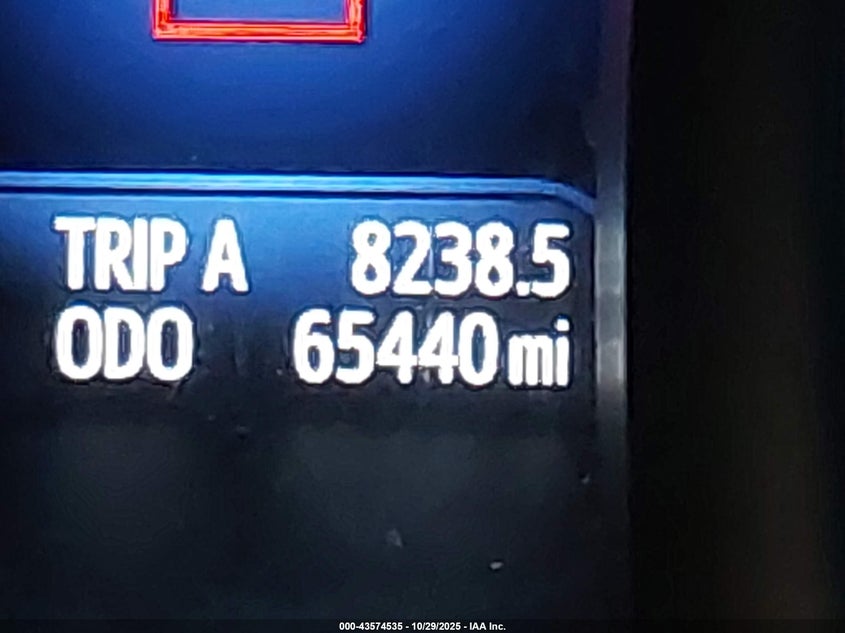 TRIP A 8238.5
ODO 65440 mi
000-43574535 - 10/29/2025 - IAA Inc.